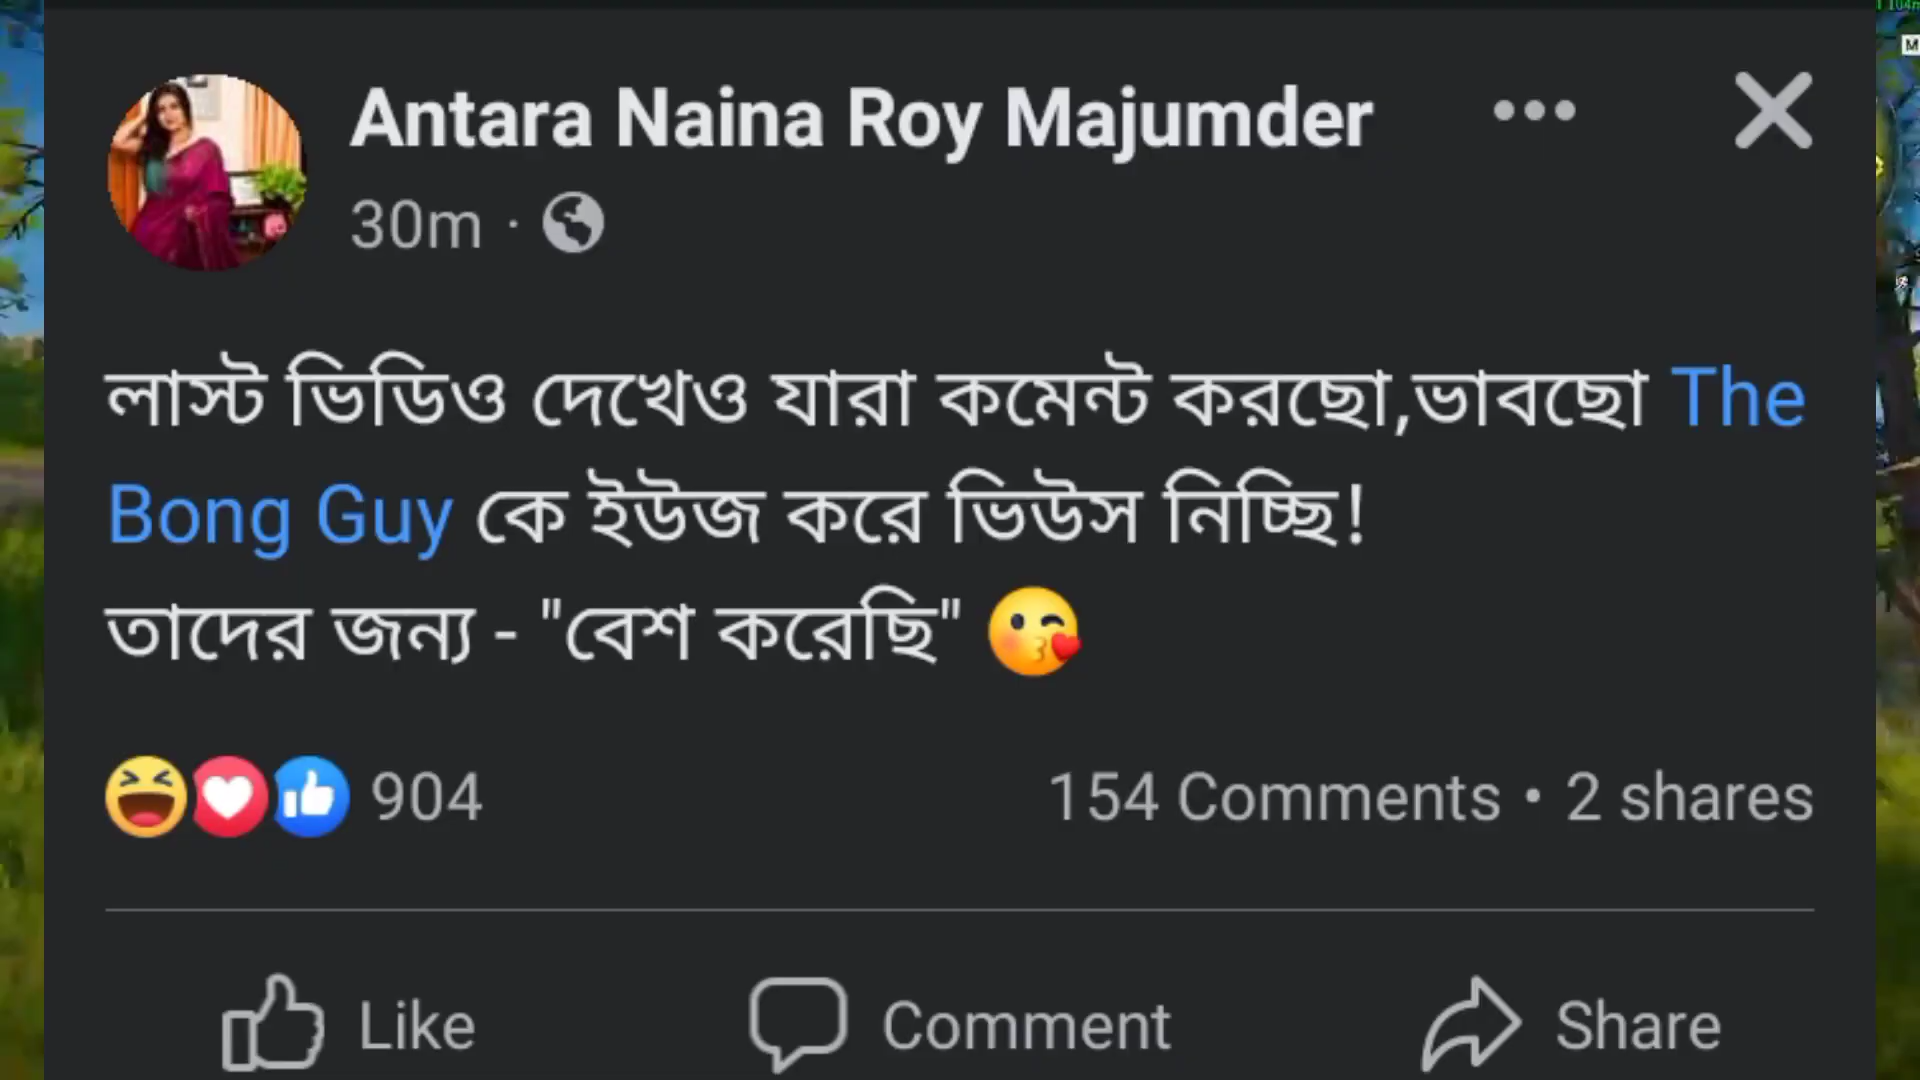 Antara Naina Roy Majumder
30m ·
লাস্ট ভিডিও দেখেও যারা কমেন্ট করছো,ভাবছো The
Bong Guy কে ইউজ করে ভিউস নিচ্ছি!
তাদের জন্য - "বেশ করেছি" 😘
904 154 Comments • 2 shares
Like Comment Share